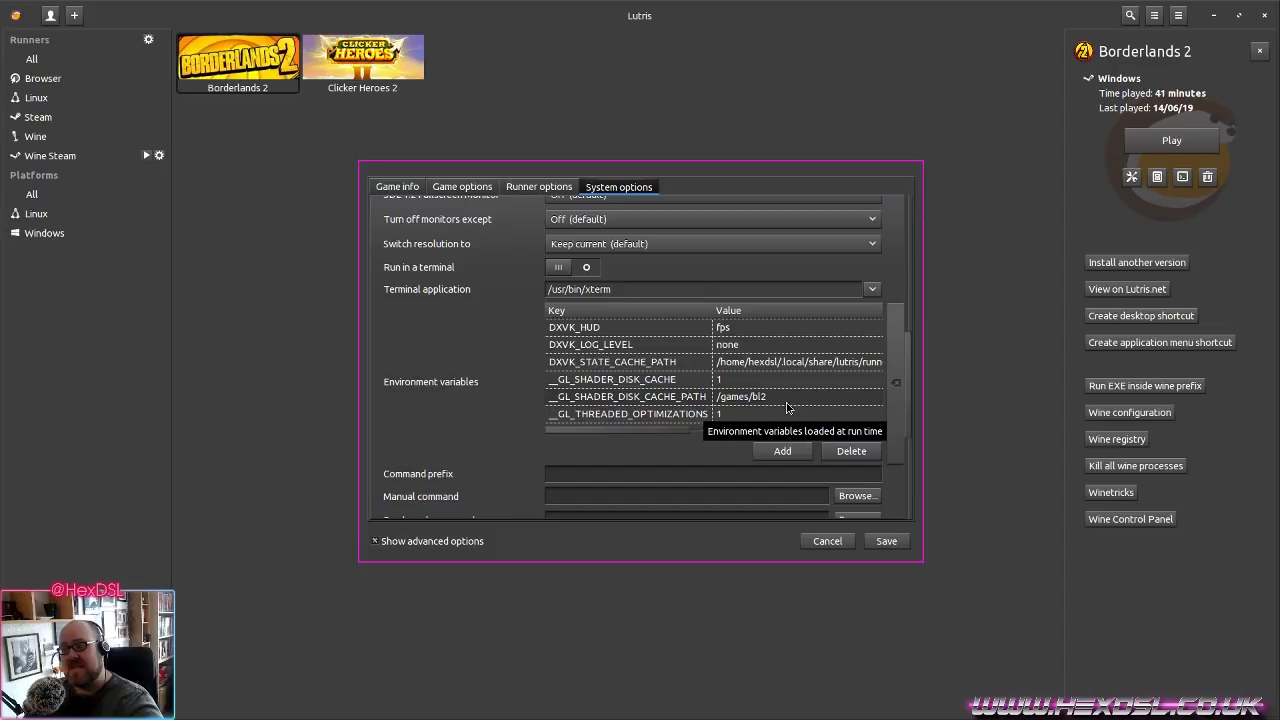 Lutris
Runners
All
Browser
Linux
Steam
Wine
Wine Steam
Platforms
All
Linux
Windows
BORDERLANDS 2
Borderlands 2
CLICKER HEROES II
Clicker Heroes 2
Game info
Game options
Runner options
System options
Off (default)
Turn off monitors except
Off (default)
Switch resolution to
Keep current (default)
Run in a terminal
Terminal application
/usr/bin/xterm
Environment variables
Key Value
DXVK_HUD fps
DXVK_LOG_LEVEL none
DXVK_STATE_CACHE_PATH /home/hexdsl/.local/share/lutris/runn
__GL_SHADER_DISK_CACHE 1
__GL_SHADER_DISK_CACHE_PATH /games/bl2
__GL_THREADED_OPTIMIZATIONS 1
Environment variables loaded at run time
Add
Delete
Command prefix
Manual command
Browse...
Show advanced options
Cancel
Save
Borderlands 2
Windows
Time played: 41 minutes
Last played: 14/06/19
Play
Install another version
View on Lutris.net
Create desktop shortcut
Create application menu shortcut
Run EXE inside wine prefix
Wine configuration
Wine registry
Kill all wine processes
Winetricks
Wine Control Panel
@HexDSL
WWW.HEXDSL.CO.UK